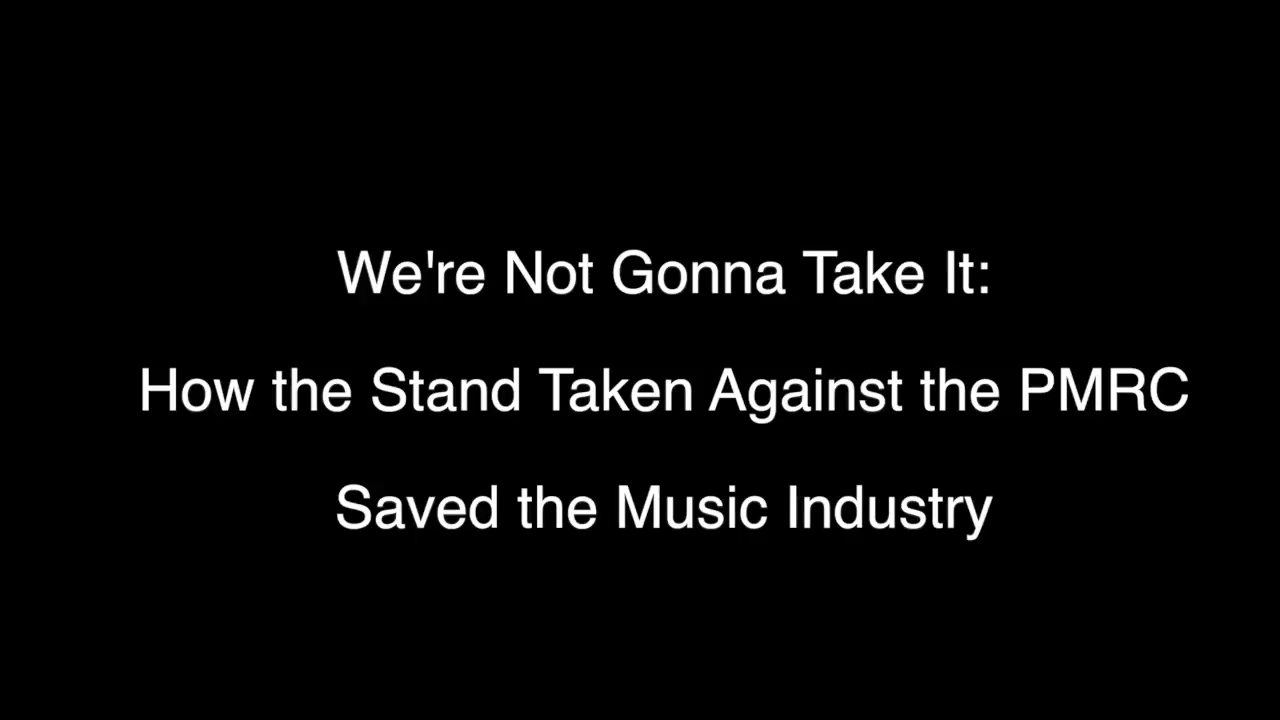 We're Not Gonna Take It:
How the Stand Taken Against the PMRC
Saved the Music Industry